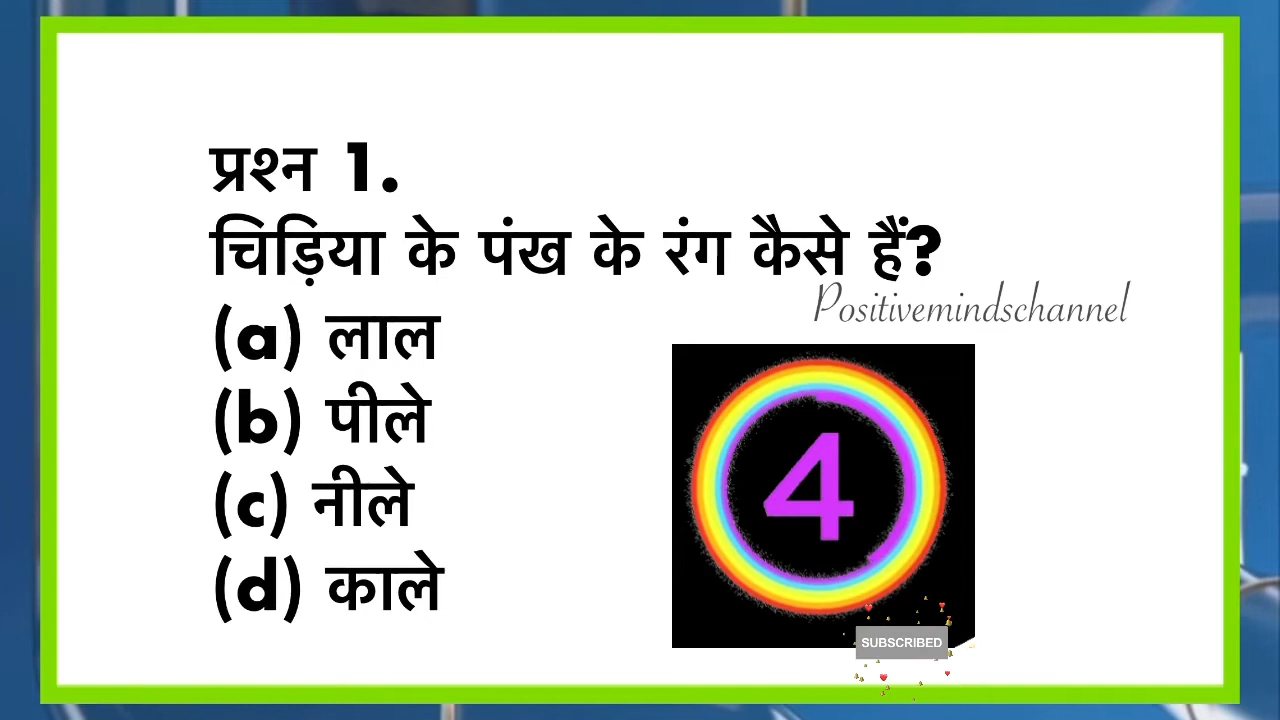 प्रश्न 1.
चिड़िया के पंख के रंग कैसे हैं?
Positivemindschannel
(a) लाल
(b) पीले
(c) नीले
(d) काले
4
SUBSCRIBED